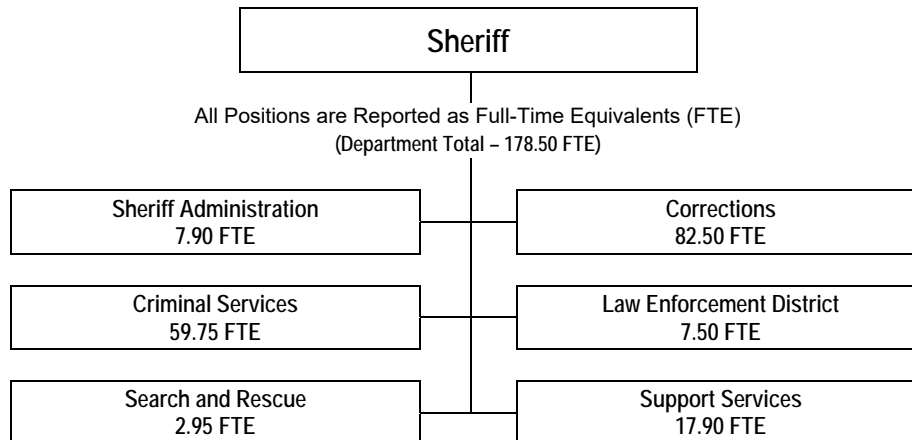 Sheriff
All Positions are Reported as Full-Time Equivalents (FTE)
(Department Total – 178.50 FTE)
Sheriff Administration
7.90 FTE
Corrections
82.50 FTE
Criminal Services
59.75 FTE
Law Enforcement District
7.50 FTE
Search and Rescue
2.95 FTE
Support Services
17.90 FTE